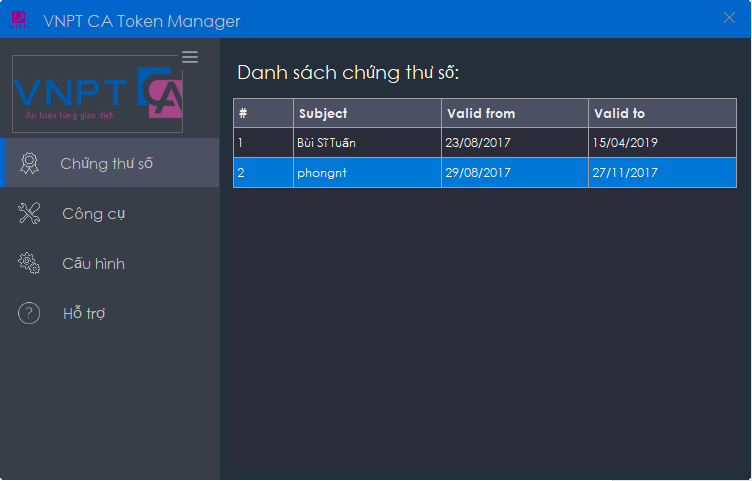 VNPT CA Token Manager
VNPT CA
An toàn từng giao dịch
Chứng thư số
Công cụ
Cấu hình
Hỗ trợ
Danh sách chứng thư số:
# Subject Valid from Valid to
1 Bùi ST Tuấn 23/08/2017 15/04/2019
2 phongnt 29/08/2017 27/11/2017